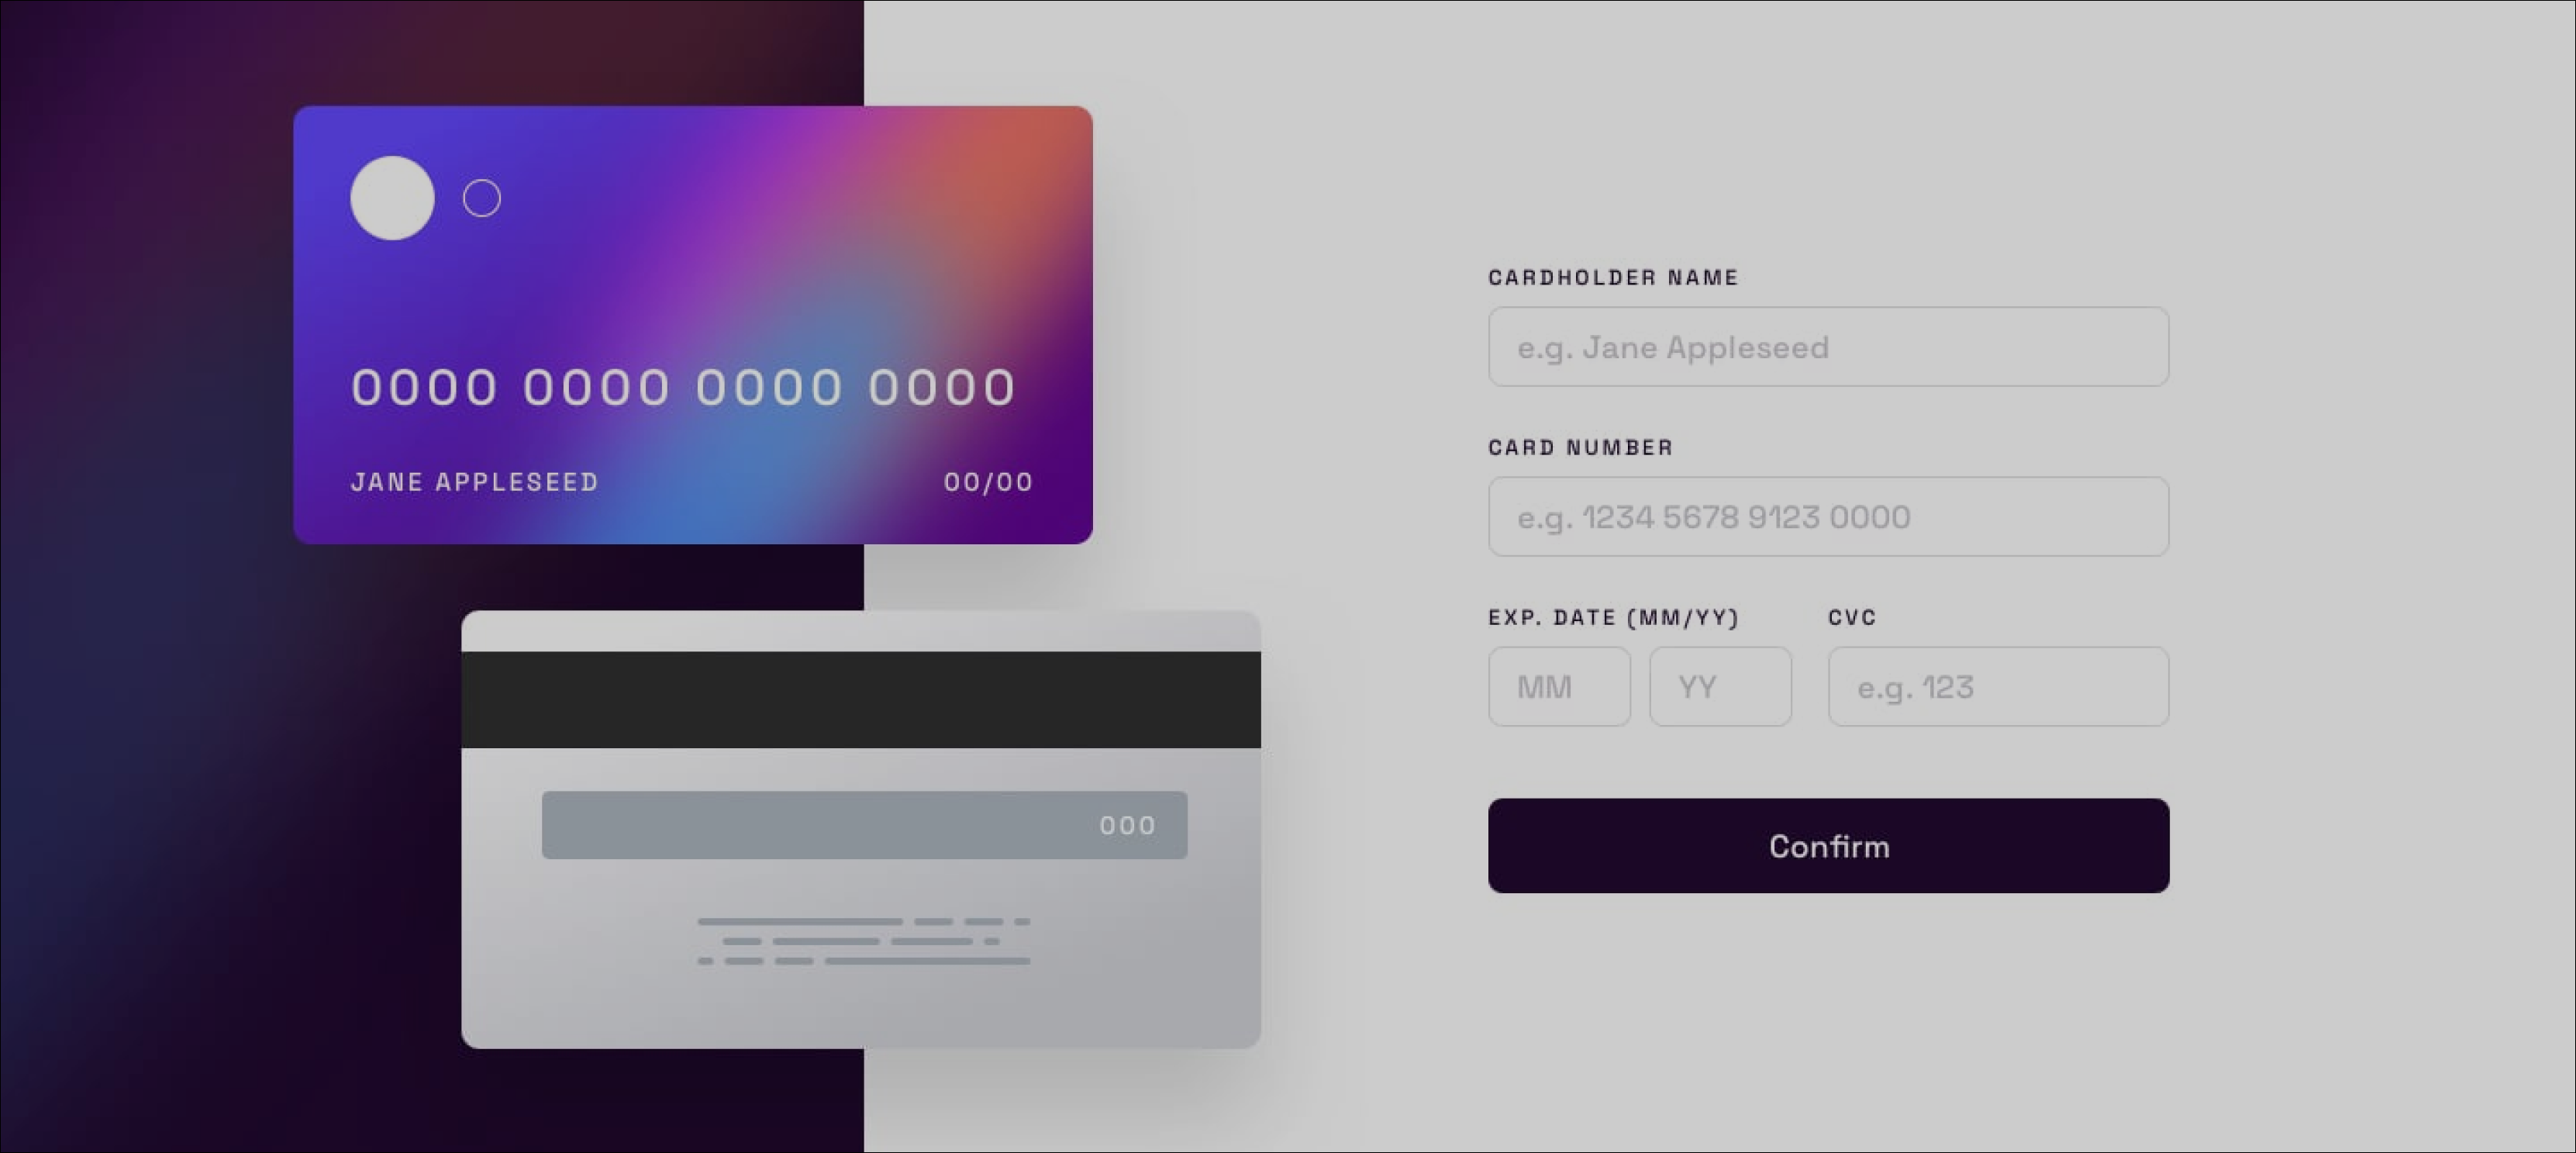 0000 0000 0000 0000
JANE APPLESEED 00/00
000
CARDHOLDER NAME
e.g. Jane Appleseed
CARD NUMBER
e.g. 1234 5678 9123 0000
EXP. DATE (MM/YY) CVC
MM YY e.g. 123
Confirm